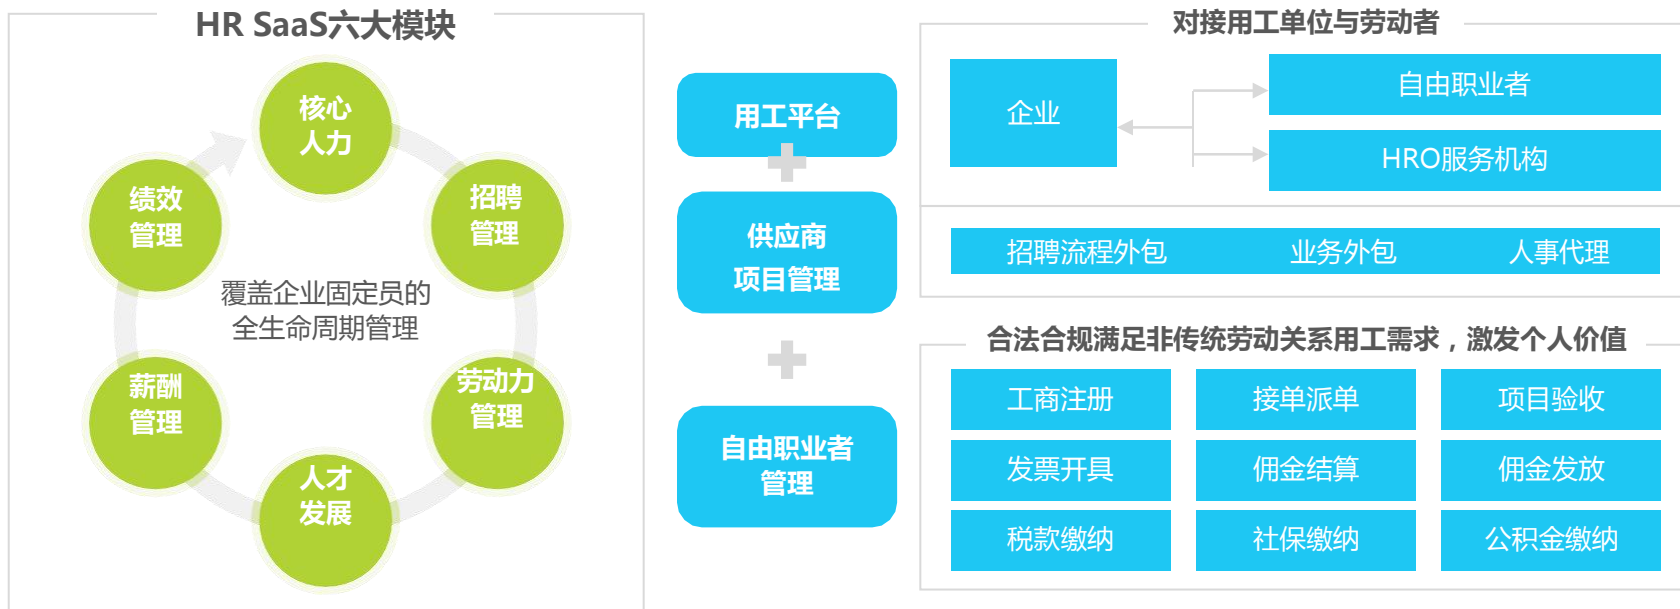 HR SaaS六大模块
核心
人力
招聘
管理
劳动力
管理
人才
发展
薪酬
管理
绩效
管理
覆盖企业固定员的
全生命周期管理
用工平台
供应商
项目管理
自由职业者
管理
对接用工单位与劳动者
企业
自由职业者
HRO服务机构
招聘流程外包 业务外包 人事代理
合法合规满足非传统劳动关系用工需求，激发个人价值
工商注册 接单派单 项目验收
发票开具 佣金结算 佣金发放
税款缴纳 社保缴纳 公积金缴纳